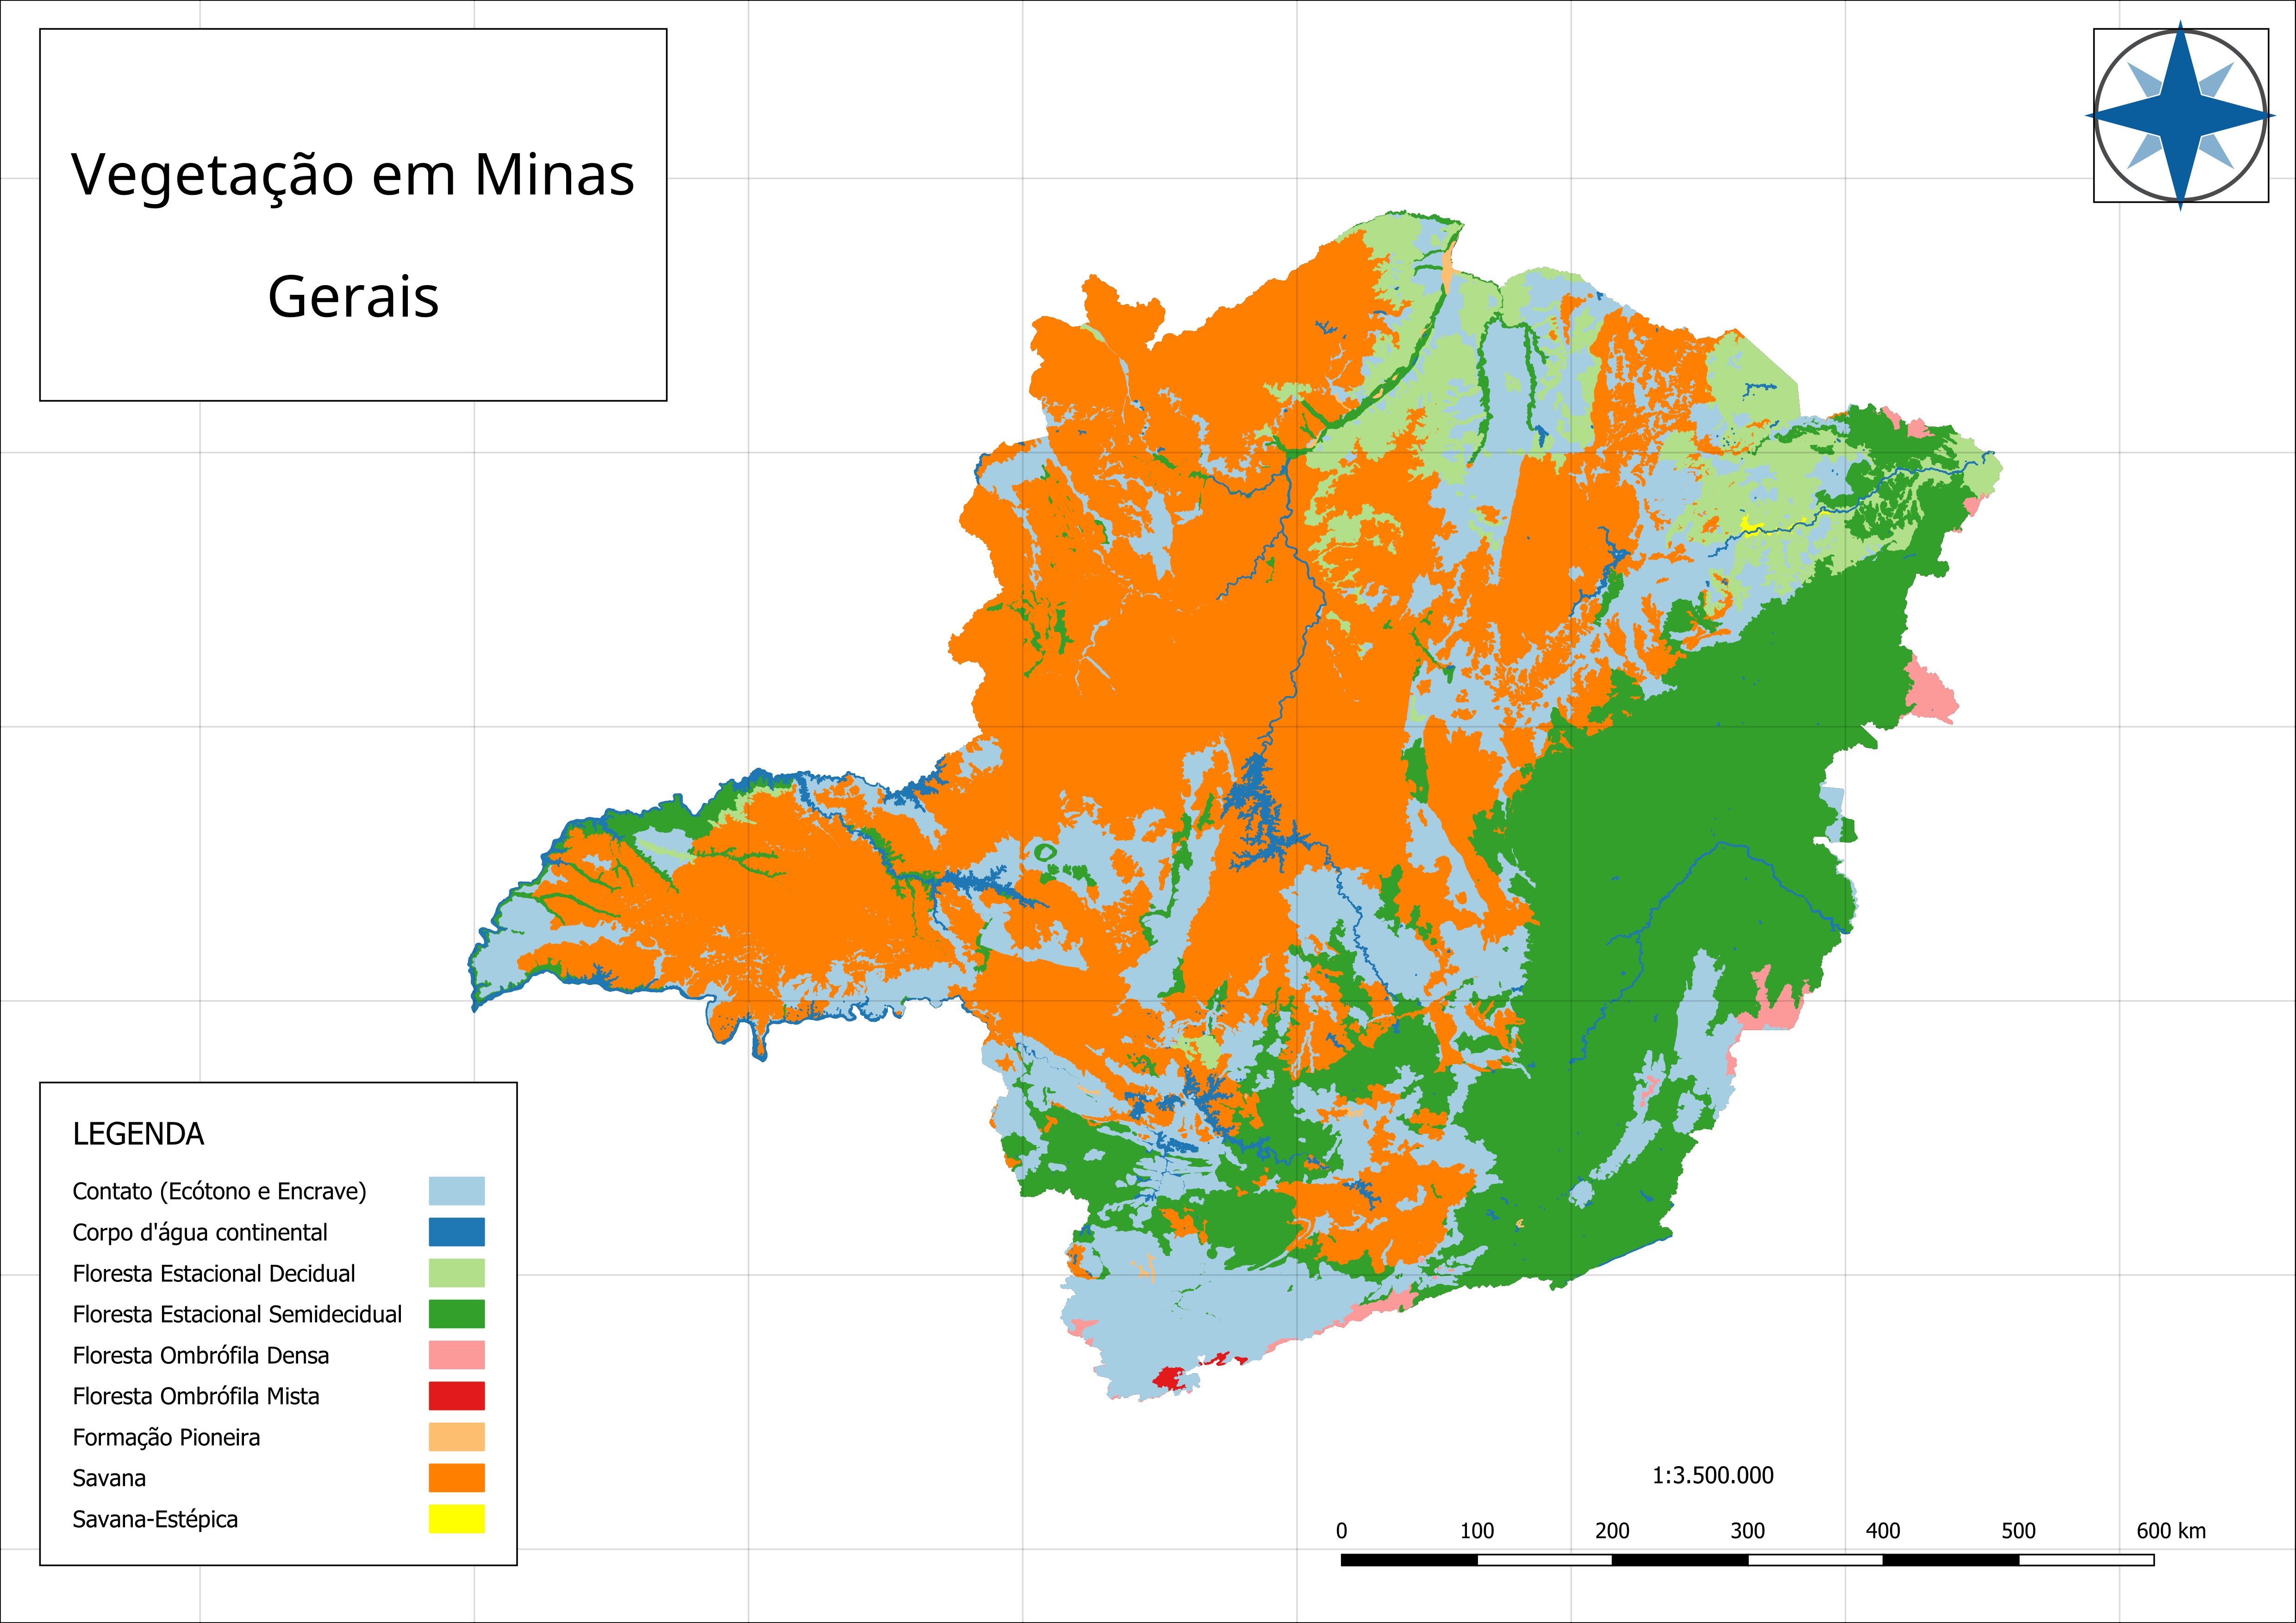 Vegetação em Minas
Gerais
LEGENDA
Contato (Ecótono e Encrave)
Corpo d'água continental
Floresta Estacional Decidual
Floresta Estacional Semidecidual
Floresta Ombrófila Densa
Floresta Ombrófila Mista
Formação Pioneira
Savana
Savana-Estépica
1:3.500.000
0 100 200 300 400 500 600 km